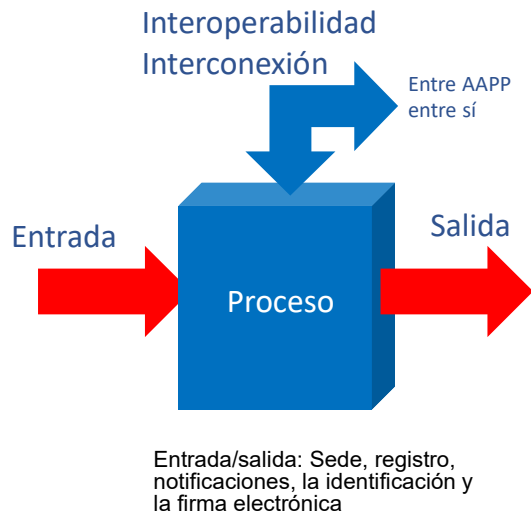 Interoperabilidad
Interconexión
Entre AAPP
entre sí
Entrada
Salida
Proceso
Entrada/salida: Sede, registro,
notificaciones, la identificación y
la firma electrónica